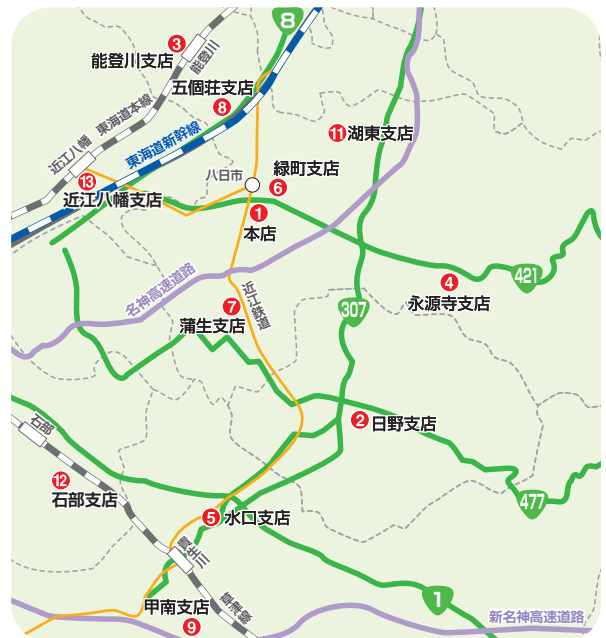 8
3
能登川支店
能登川
五個荘支店
8
東海道本線
近江八幡
東海道新幹線
11 湖東支店
緑町支店
八日市
6
13
近江八幡支店
1
本店
名神高速道路
421
4
永源寺支店
近江鉄道
307
7
蒲生支店
2 日野支店
石部
12
石部支店
477
5 水口支店
貴生川
1
草津線
甲南支店
9
新名神高速道路